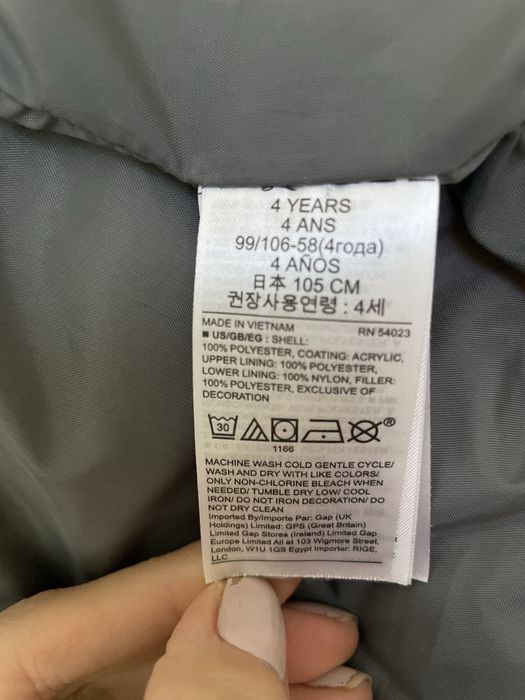 4 YEARS
4 ANS
99/106-58(4года)
4 AÑOS
日本 105 CM
권장사용연령 : 4세
MADE IN VIETNAM RN 54023
■ US/GB/EG : SHELL:
100% POLYESTER, COATING: ACRYLIC,
UPPER LINING: 100% POLYESTER,
LOWER LINING: 100% NYLON, FILLER:
100% POLYESTER, EXCLUSIVE OF
DECORATION
30
®
1166
MACHINE WASH COLD GENTLE CYCLE/
WASH AND DRY WITH LIKE COLORS/
ONLY NON-CHLORINE BLEACH WHEN
NEEDED/ TUMBLE DRY LOW/ COOL
IRON/ DO NOT IRON DECORATION/ DO
NOT DRY CLEAN
Imported By/Importe Par: Gap (UK
Holdings) Limited: GPS (Great Britain)
Limited Gap Stores (Ireland) Limited Gap
Europe Limited All at 103 Wigmore Street,
London, W1U 1QS Egypt Importer: RIGE,
LLC